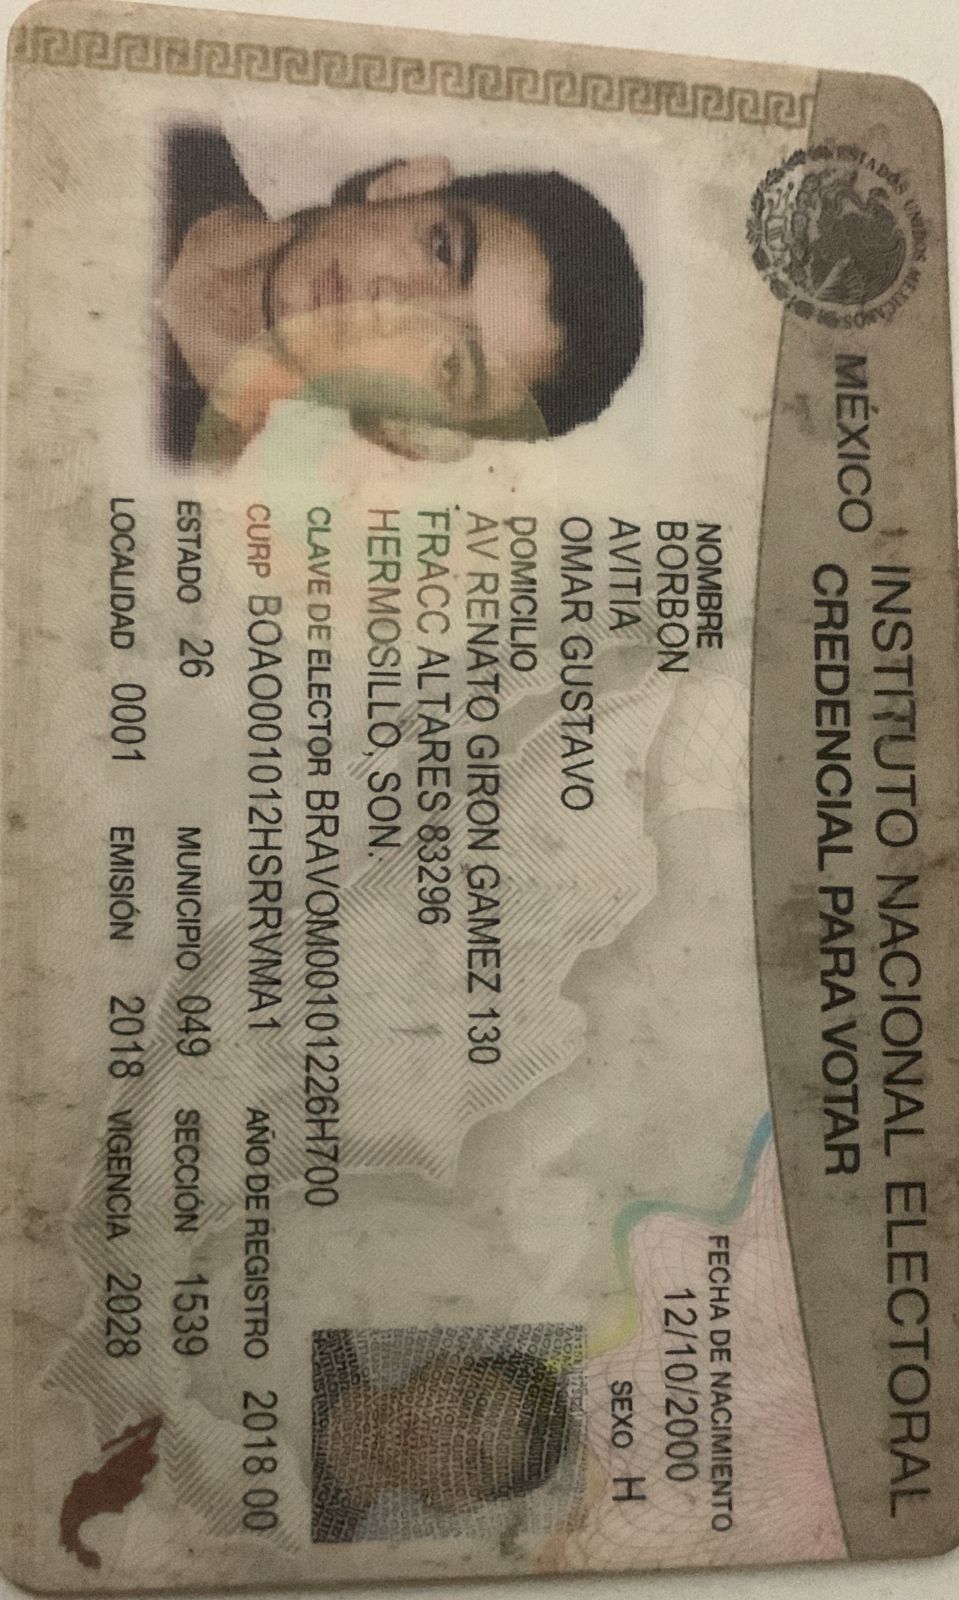 ESTADOS UNIDOS MEXICANOS
MÉXICO INSTITUTO NACIONAL ELECTORAL
CREDENCIAL PARA VOTAR
NOMBRE
BORBON
AVITIA
OMAR GUSTAVO
FECHA DE NACIMIENTO
12/10/2000
SEXO H
DOMICILIO
AV RENATO GIRON GAMEZ 130
FRACC ALTARES 83296
HERMOSILLO, SON.
CLAVE DE ELECTOR BRAVOM00101226H700
CURP BOAO001012HSRRVMA1 AÑO DE REGISTRO 2018 00
ESTADO 26 MUNICIPIO 049 SECCIÓN 1539
LOCALIDAD 0001 EMISIÓN 2018 VIGENCIA 2028